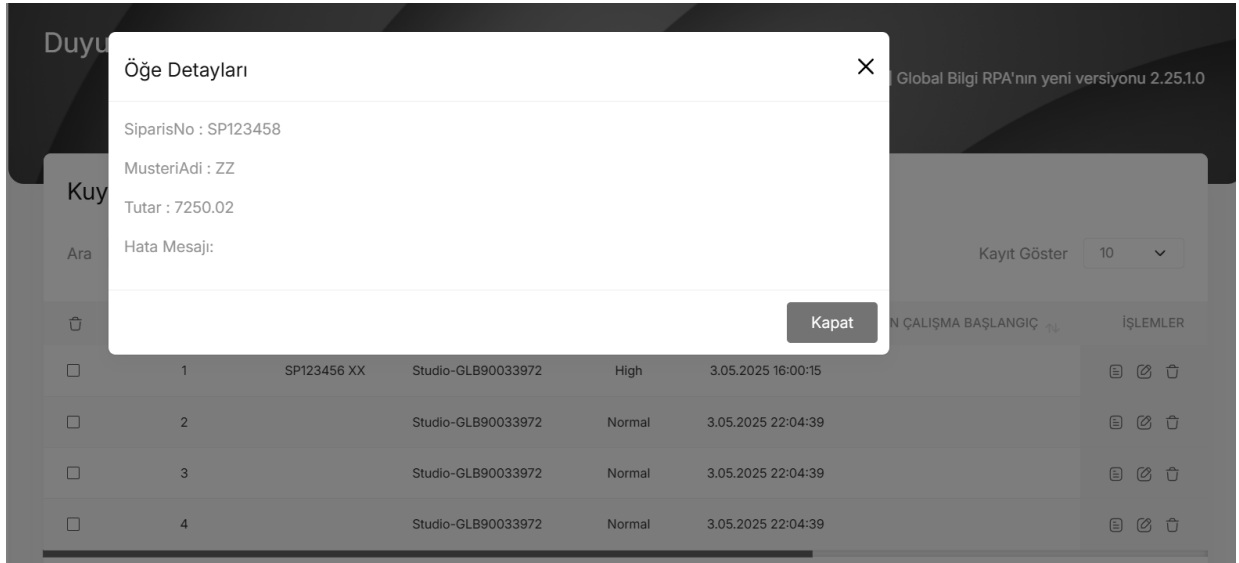 Duyu
Öğe Detayları
Global Bilgi RPA'nın yeni versiyonu 2.25.1.0
SiparisNo : SP123458
MusteriAdi : ZZ
Tutar : 7250.02
Hata Mesajı:
Kuy
Ara
Kayıt Göster 10
Kapat
N ÇALIŞMA BAŞLANGIÇ İŞLEMLER
1 SP123456 XX Studio-GLB90033972 High 3.05.2025 16:00:15
2 Studio-GLB90033972 Normal 3.05.2025 22:04:39
3 Studio-GLB90033972 Normal 3.05.2025 22:04:39
4 Studio-GLB90033972 Normal 3.05.2025 22:04:39